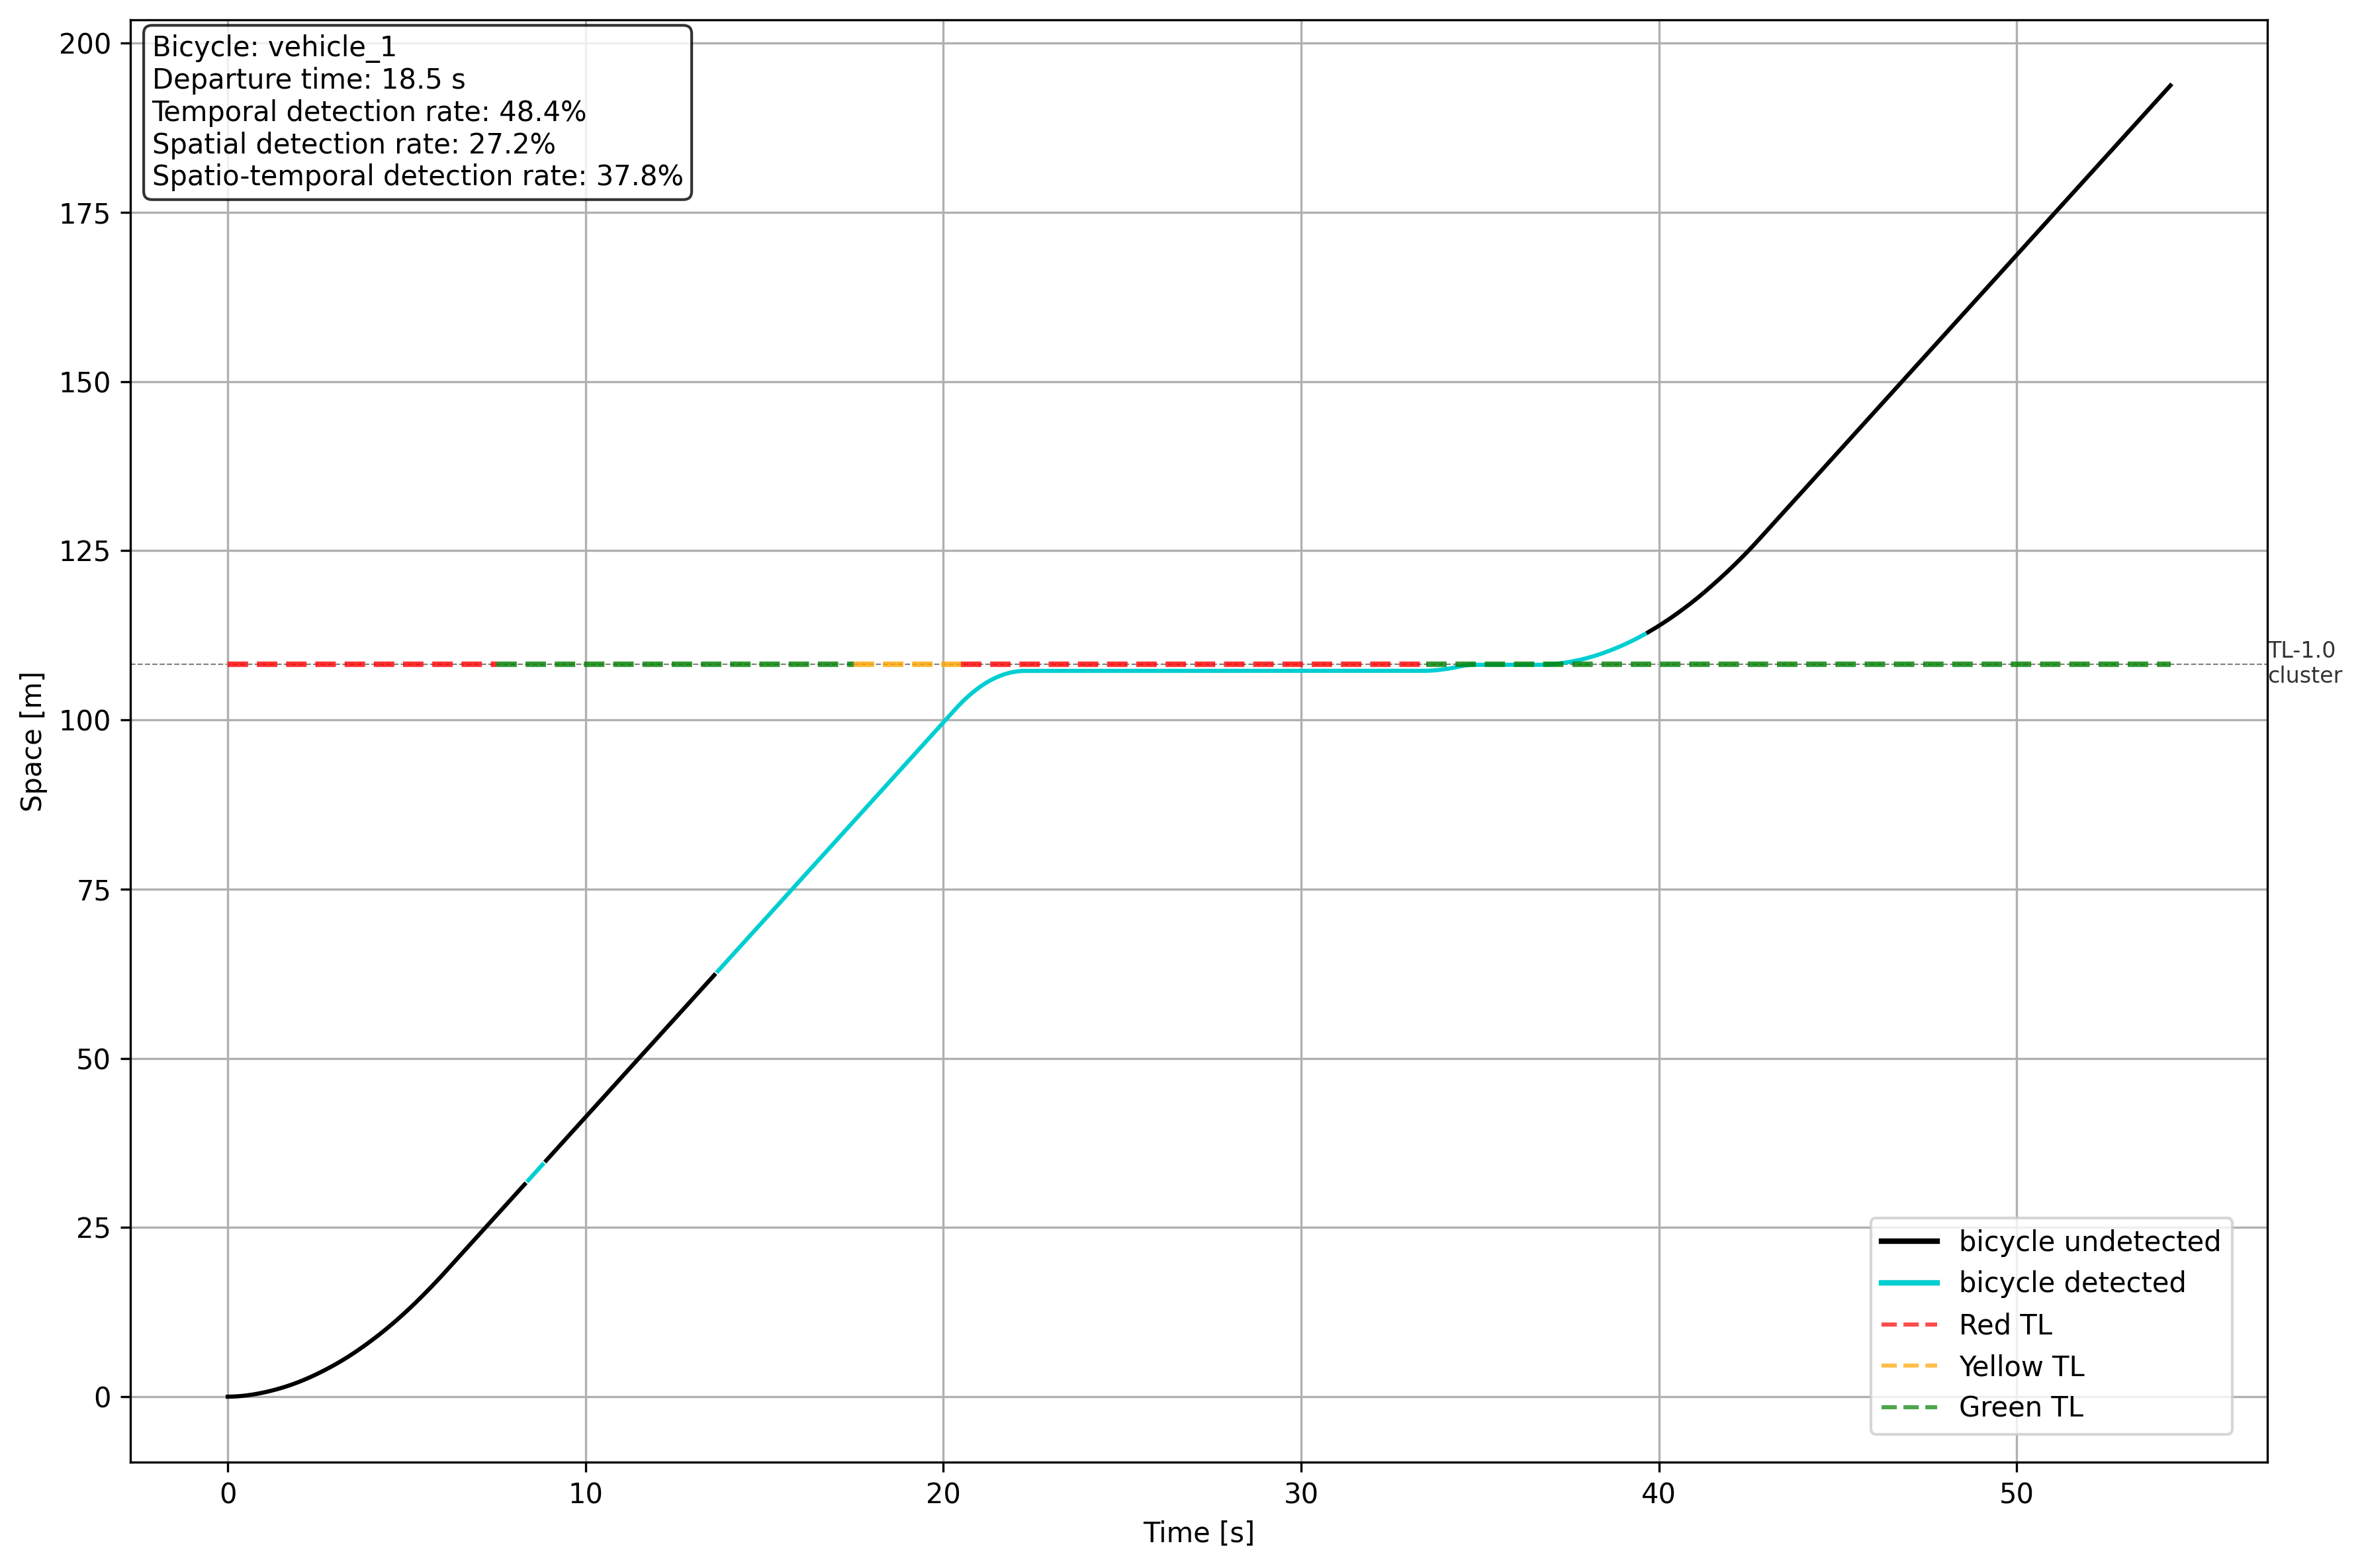 Bicycle: vehicle_1
Departure time: 18.5 s
Temporal detection rate: 48.4%
Spatial detection rate: 27.2%
Spatio-temporal detection rate: 37.8%
200
175
150
125
100
75
50
25
0
Space [m]
TL-1.0
cluster
bicycle undetected
bicycle detected
Red TL
Yellow TL
Green TL
0
10
20
30
40
50
Time [s]